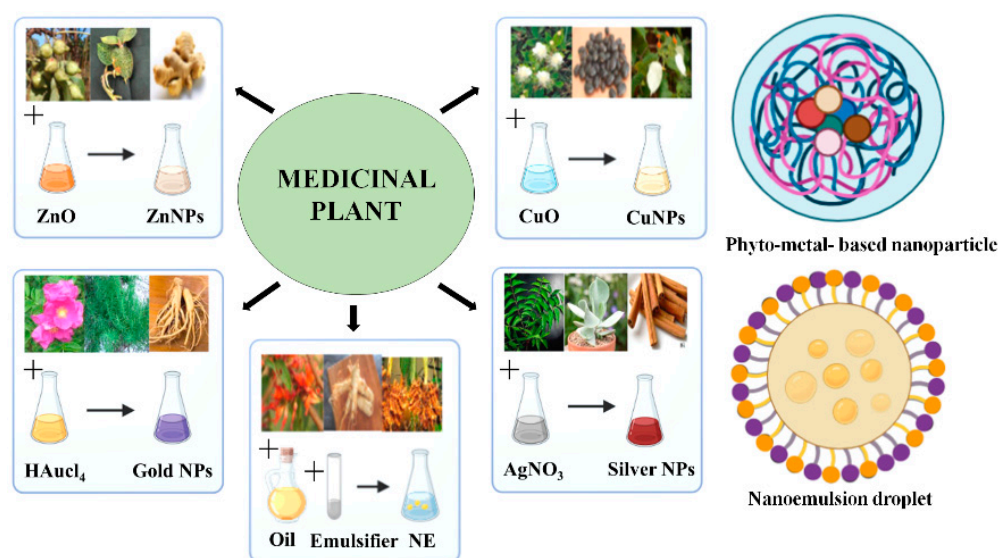 +
ZnO
ZnNPs
MEDICINAL
PLANT
+
CuO
CuNPs
Phyto-metal- based nanoparticle
+
HAucl₄
Gold NPs
+
+
Oil
Emulsifier
NE
+
AgNO₃
Silver NPs
Nanoemulsion droplet